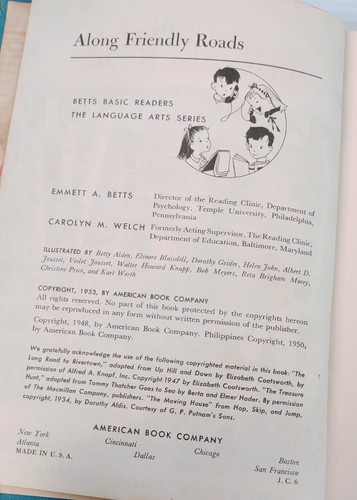 Along Friendly Roads
BETTS BASIC READERS
THE LANGUAGE ARTS SERIES
EMMETT A. BETTS Director of the Reading Clinic, Department of
Psychology, Temple University, Philadelphia,
Pennsylvania
CAROLYN M. WELCH Formerly Acting Supervisor, The Reading Clinic,
Department of Education, Baltimore, Maryland
ILLUSTRATED BY Betty Alden, Elinore Blaisdell, Dorothy Grider, Helen John, Albert D.
Jousset, Violet Jousset, Walter Howard Knapp, Bob Meyers, Reta Brigham Morey,
Christine Price, and Kurt Werth
COPYRIGHT, 1953, BY AMERICAN BOOK COMPANY
All rights reserved. No part of this book protected by the copyrights hereon
may be reproduced in any form without written permission of the publisher.
Copyright, 1948, by American Book Company. Philippines Copyright, 1950,
by American Book Company.
We gratefully acknowledge the use of the following copyrighted material in this book: "The
Long Road to Rivertown," adapted from Up Hill and Down by Elizabeth Coatsworth, by
permission of Alfred A. Knopf, Inc. Copyright 1947 by Elizabeth Coatsworth. "The Treasure
Hunt," adapted from Tommy Thatcher Goes to Sea by Berta and Elmer Hader. By permission
of The Macmillan Company, publishers. "The Moving House" from Hop, Skip, and Jump,
copyright, 1934, by Dorothy Aldis. Courtesy of G. P. Putnam's Sons.
AMERICAN BOOK COMPANY
New York Cincinnati Chicago Boston
Atlanta Dallas San Francisco
MADE IN U.S.A. J. C. S